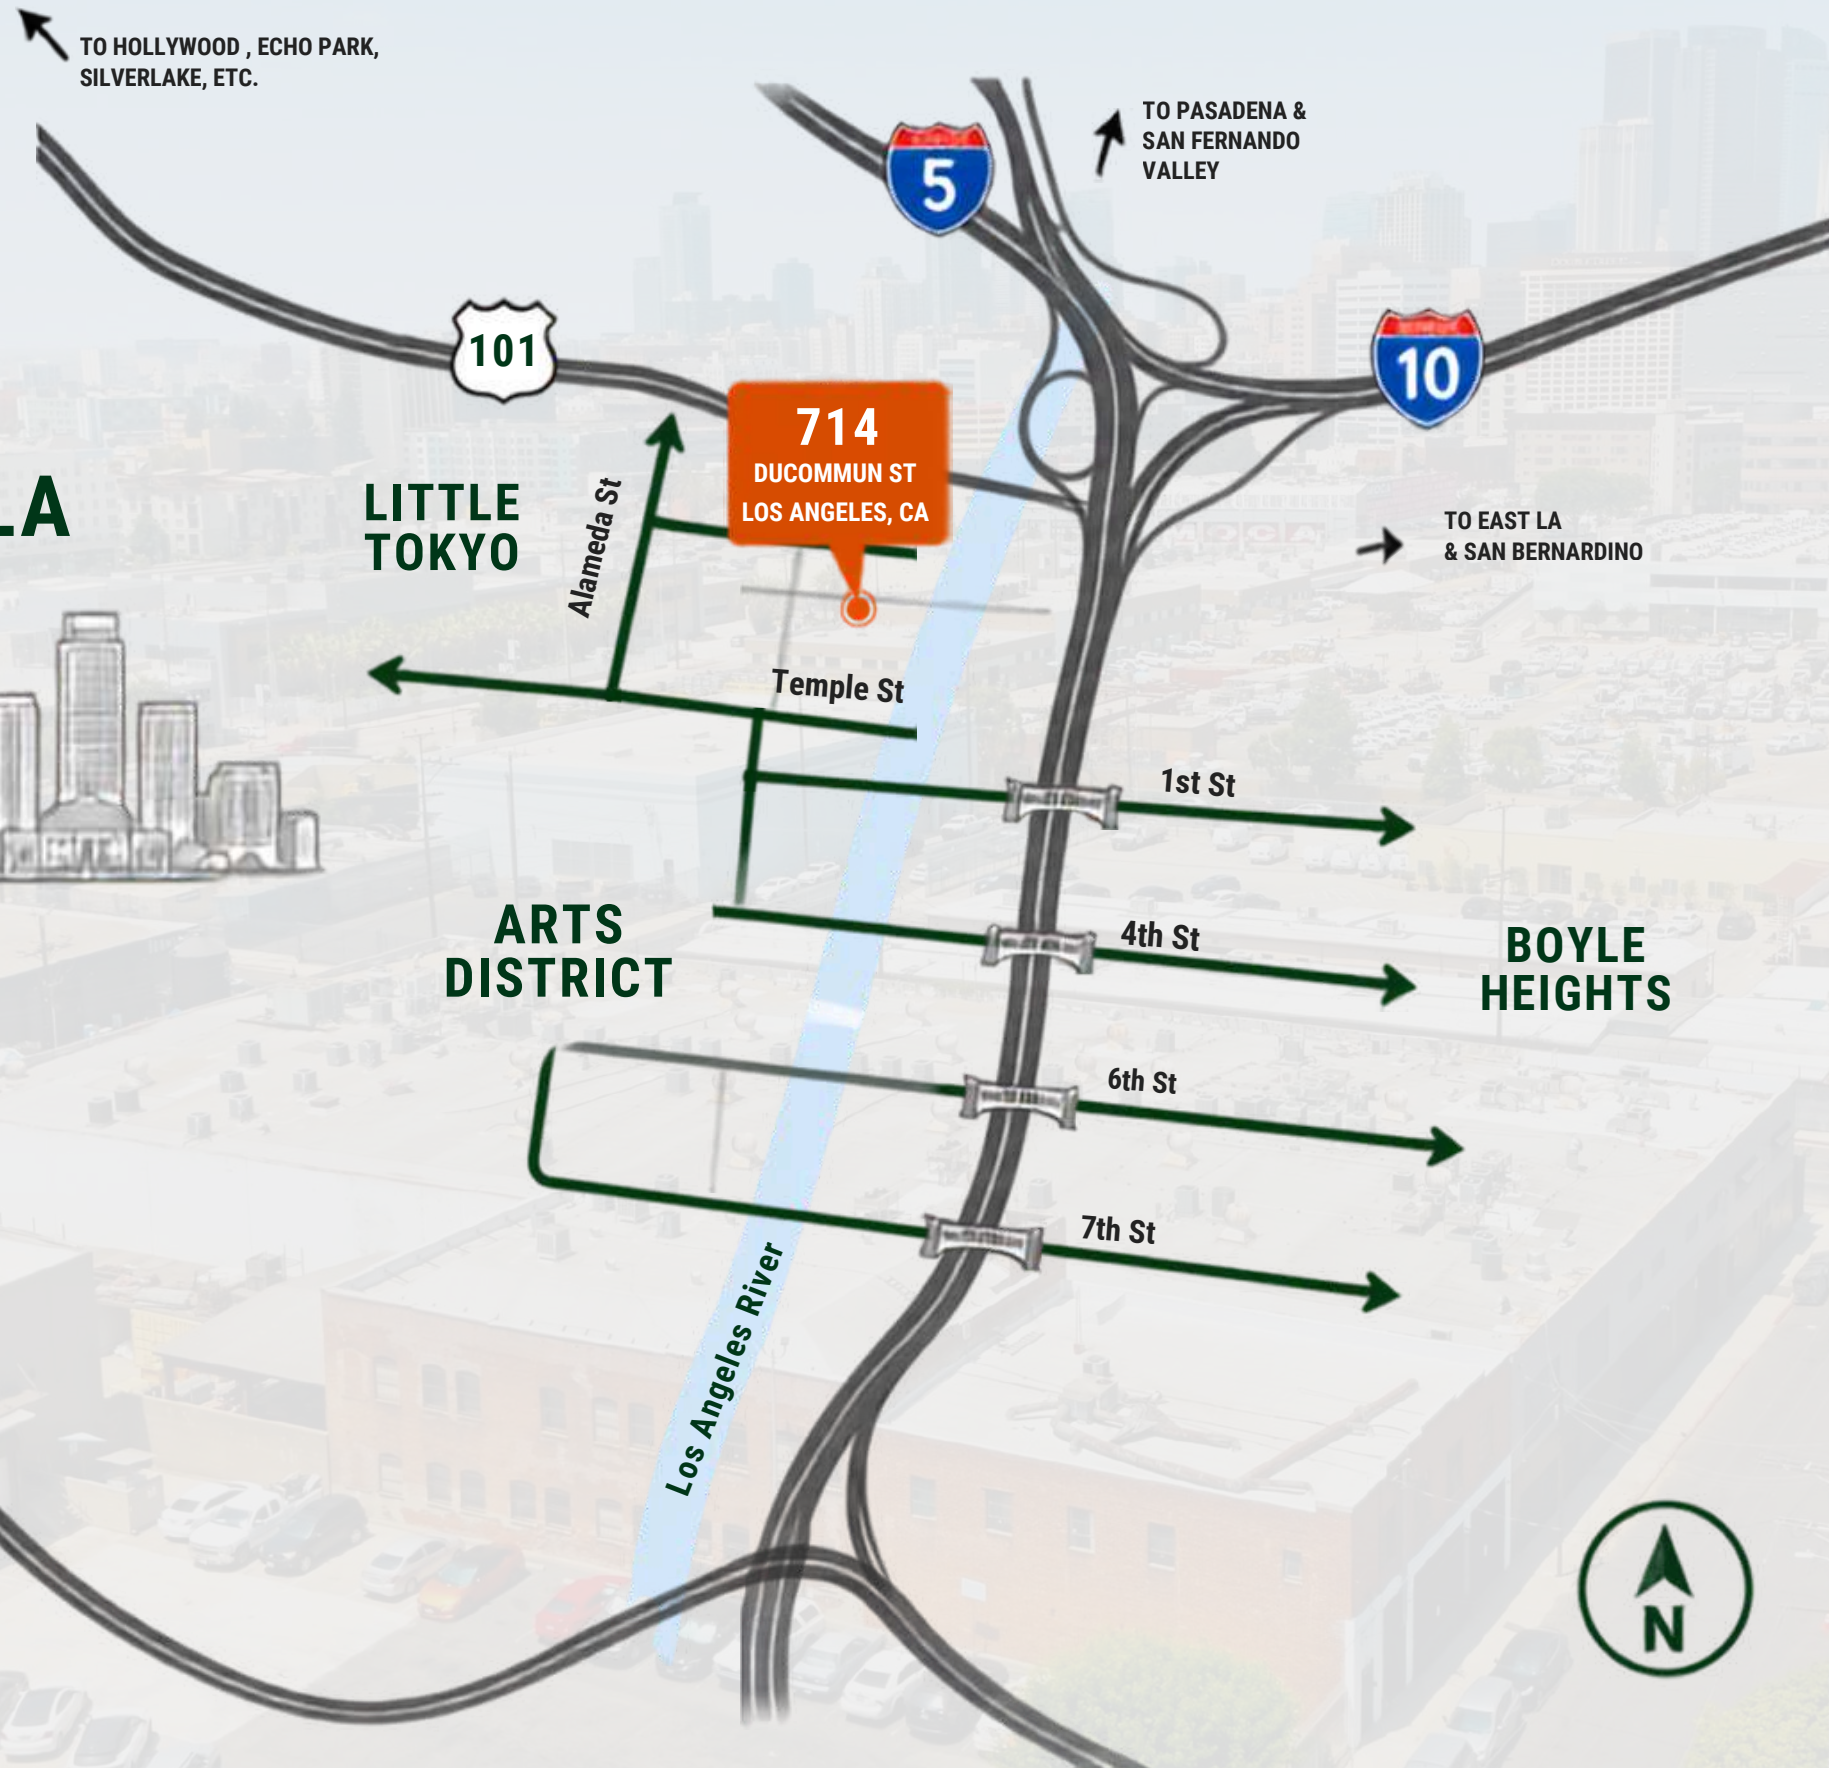 TO HOLLYWOOD , ECHO PARK,
SILVERLAKE, ETC.
TO PASADENA &
SAN FERNANDO
VALLEY
5
101
10
714
DUCOMMUN ST
LOS ANGELES, CA
LA
LITTLE
TOKYO
Alameda St
TO EAST LA
& SAN BERNARDINO
Temple St
1st St
ARTS
DISTRICT
4th St
BOYLE
HEIGHTS
6th St
7th St
Los Angeles River
N